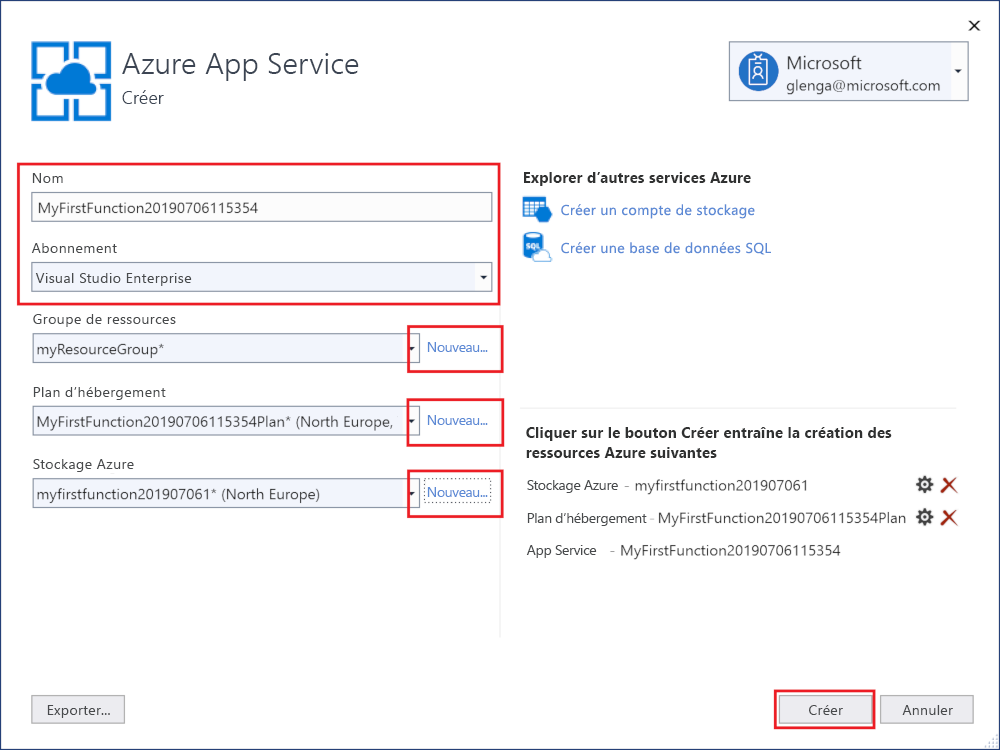 Azure App Service
Créer
Microsoft
glenga@microsoft.com
Nom
MyFirstFunction20190706115354
Abonnement
Visual Studio Enterprise
Groupe de ressources
myResourceGroup*
Nouveau...
Plan d’hébergement
MyFirstFunction20190706115354Plan* (North Europe,
Nouveau...
Stockage Azure
myfirstfunction201907061* (North Europe)
Nouveau...
Explorer d’autres services Azure
Créer un compte de stockage
SQL
Créer une base de données SQL
Cliquer sur le bouton Créer entraîne la création des
ressources Azure suivantes
Stockage Azure - myfirstfunction201907061
Plan d’hébergement - MyFirstFunction20190706115354Plan
App Service - MyFirstFunction20190706115354
Exporter...
Créer
Annuler